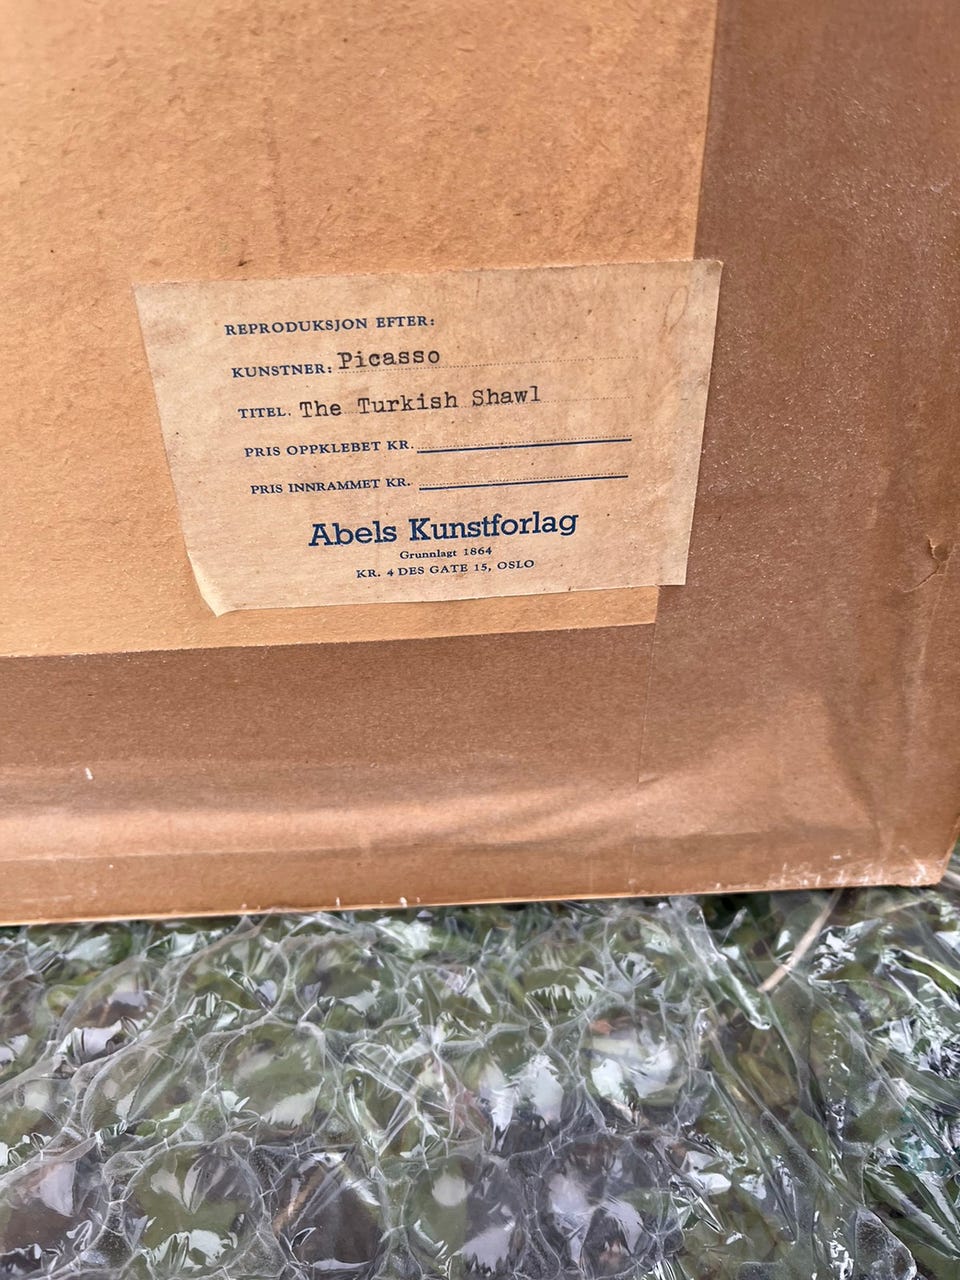 REPRODUKSJON EFTER:
KUNSTNER: Picasso
TITEL. The Turkish Shawl
PRIS OPPKLEBET KR.
PRIS INNRAMMET KR.
Abels Kunstforlag
Grunnlagt 1864
KR. 4 DES GATE 15, OSLO